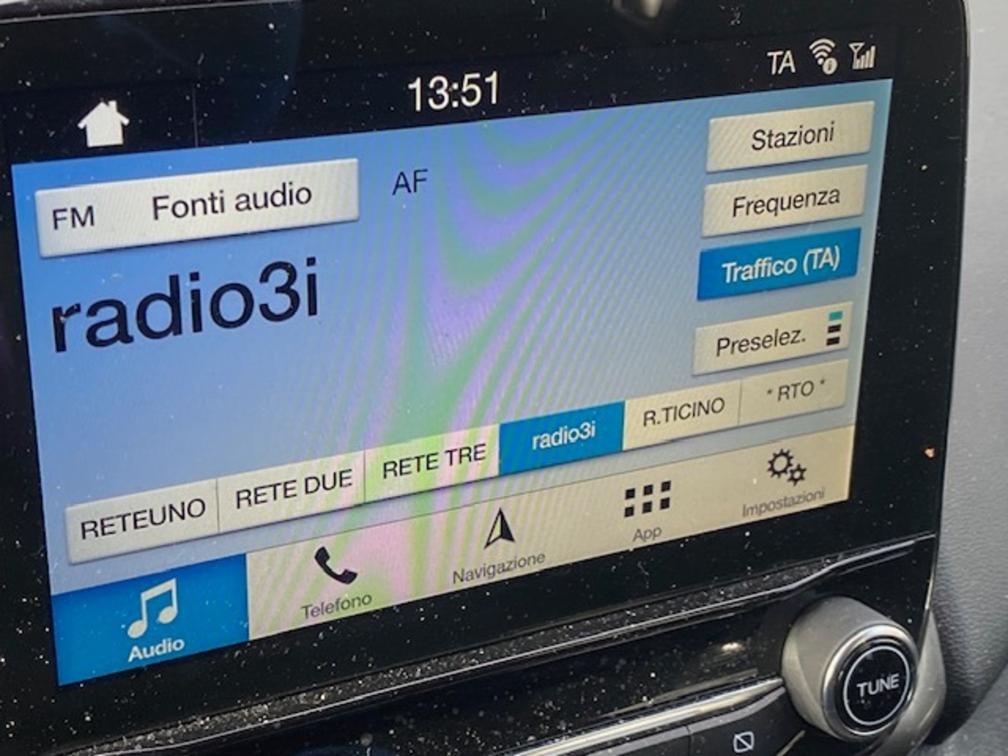 13:51
TA
FM Fonti audio
AF
Stazioni
Frequenza
Traffico (TA)
radio3i
Preselez.
RETEUNO
RETE DUE
RETE TRE
radio3i
R.TICINO
* RTO *
Audio
Telefono
Navigazione
App
Impostazioni
TUNE